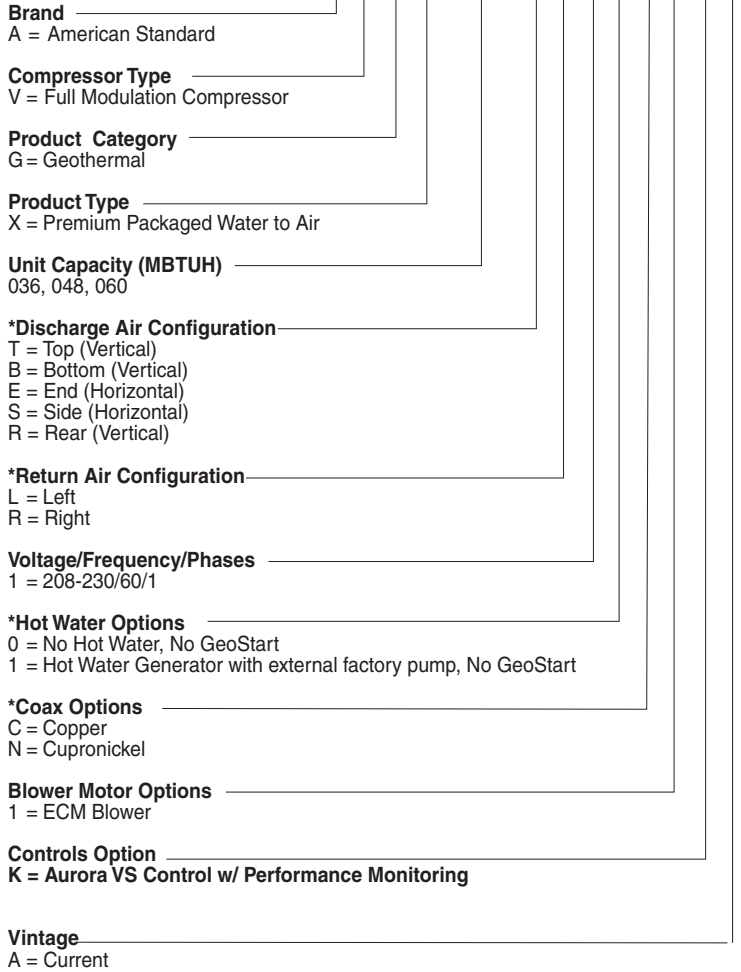 Brand
A = American Standard
Compressor Type
V = Full Modulation Compressor
Product Category
G = Geothermal
Product Type
X = Premium Packaged Water to Air
Unit Capacity (MBTUH)
036, 048, 060
*Discharge Air Configuration
T = Top (Vertical)
B = Bottom (Vertical)
E = End (Horizontal)
S = Side (Horizontal)
R = Rear (Vertical)
*Return Air Configuration
L = Left
R = Right
Voltage/Frequency/Phases
1 = 208-230/60/1
*Hot Water Options
0 = No Hot Water, No GeoStart
1 = Hot Water Generator with external factory pump, No GeoStart
*Coax Options
C = Copper
N = Cupronickel
Blower Motor Options
1 = ECM Blower
Controls Option
K = Aurora VS Control w/ Performance Monitoring
Vintage
A = Current